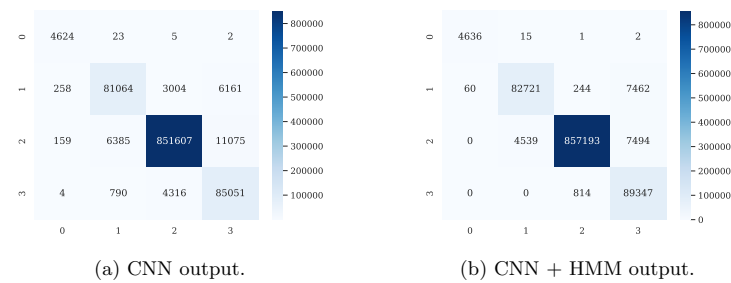 0 4624 23 5 2
1 258 81064 3004 6161
2 159 6385 851607 11075
3 4 790 4316 85051
0 1 2 3
800000
700000
600000
500000
400000
300000
200000
100000
(a) CNN output.
0 4636 15 1 2
1 60 82721 244 7462
2 0 4539 857193 7494
3 0 0 814 89347
0 1 2 3
800000
700000
600000
500000
400000
300000
200000
100000
0
(b) CNN + HMM output.